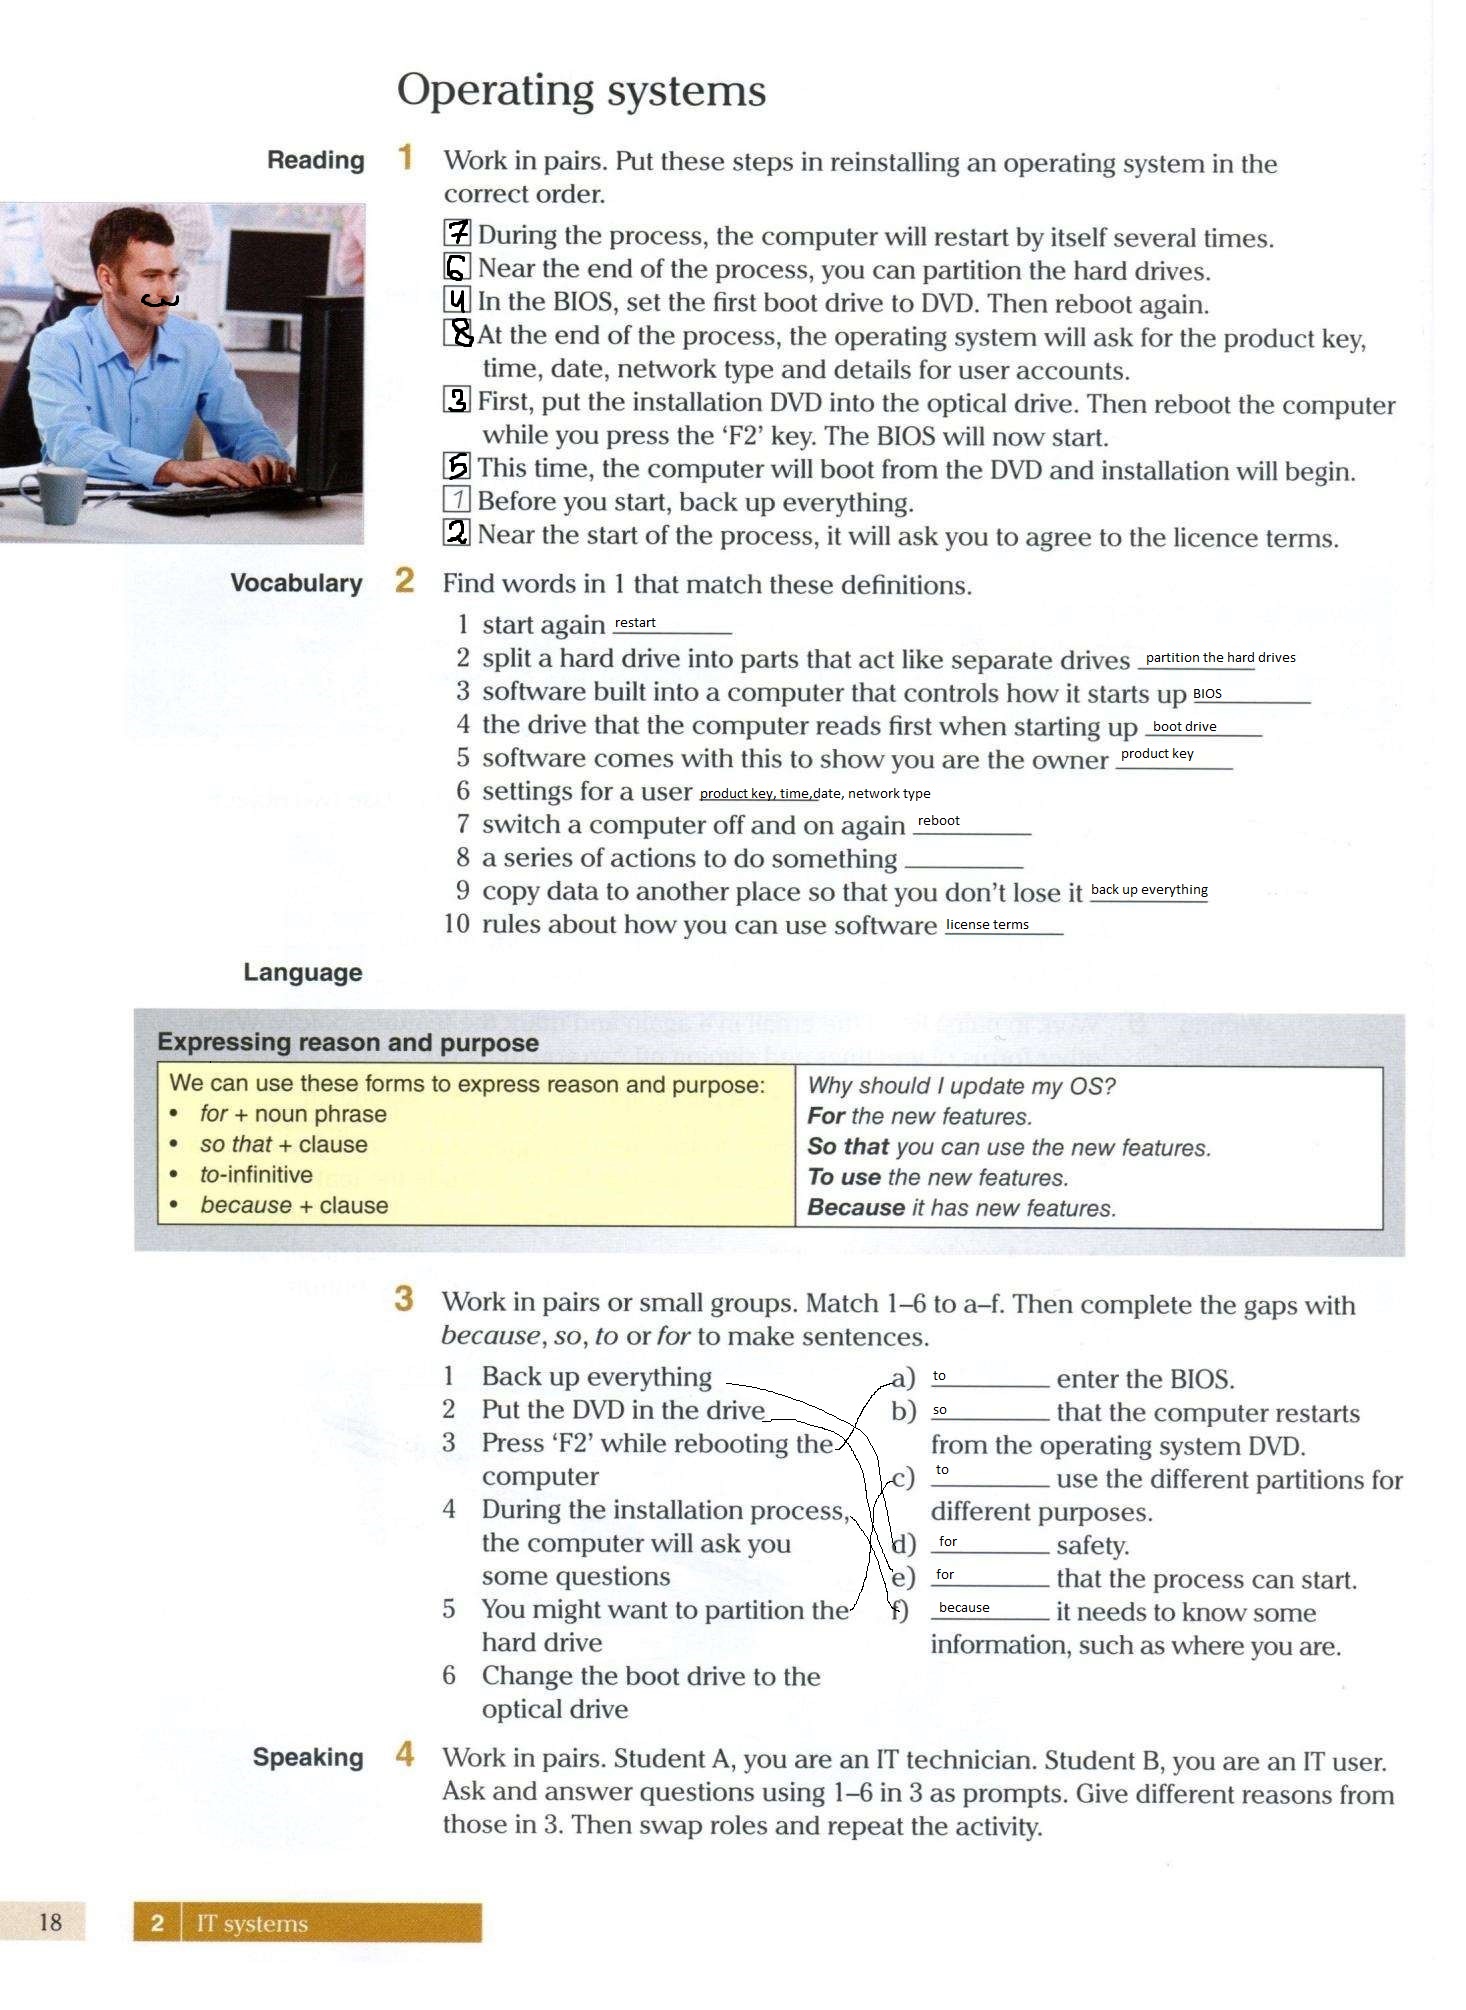 Operating systems
Reading 1 Work in pairs. Put these steps in reinstalling an operating system in the
correct order.
7 During the process, the computer will restart by itself several times.
6 Near the end of the process, you can partition the hard drives.
4 In the BIOS, set the first boot drive to DVD. Then reboot again.
8 At the end of the process, the operating system will ask for the product key,
time, date, network type and details for user accounts.
3 First, put the installation DVD into the optical drive. Then reboot the computer
while you press the ‘F2’ key. The BIOS will now start.
5 This time, the computer will boot from the DVD and installation will begin.
1 Before you start, back up everything.
2 Near the start of the process, it will ask you to agree to the licence terms.
Vocabulary 2 Find words in 1 that match these definitions.
1 start again restart
2 split a hard drive into parts that act like separate drives partition the hard drives
3 software built into a computer that controls how it starts up BIOS
4 the drive that the computer reads first when starting up boot drive
5 software comes with this to show you are the owner product key
6 settings for a user product key, time,date, network type
7 switch a computer off and on again reboot
8 a series of actions to do something
9 copy data to another place so that you don’t lose it back up everything
10 rules about how you can use software license terms
Language
Expressing reason and purpose
We can use these forms to express reason and purpose:
• for + noun phrase
• so that + clause
• to-infinitive
• because + clause
Why should I update my OS?
For the new features.
So that you can use the new features.
To use the new features.
Because it has new features.
3 Work in pairs or small groups. Match 1–6 to a–f. Then complete the gaps with
because, so, to or for to make sentences.
1 Back up everything
2 Put the DVD in the drive
3 Press ‘F2’ while rebooting the
computer
4 During the installation process,
the computer will ask you
some questions
5 You might want to partition the
hard drive
6 Change the boot drive to the
optical drive
a) to enter the BIOS.
b) so that the computer restarts
from the operating system DVD.
c) to use the different partitions for
different purposes.
d) for safety.
e) for that the process can start.
f) because it needs to know some
information, such as where you are.
Speaking 4 Work in pairs. Student A, you are an IT technician. Student B, you are an IT user.
Ask and answer questions using 1–6 in 3 as prompts. Give different reasons from
those in 3. Then swap roles and repeat the activity.
18 2 IT systems